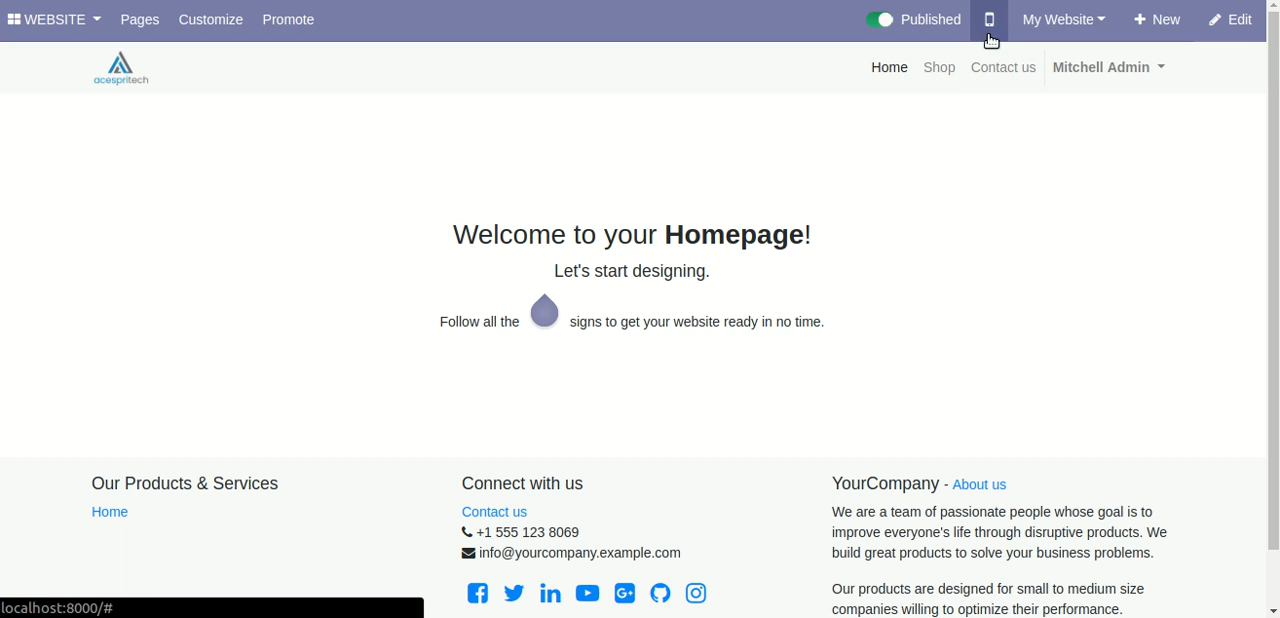 WEBSITE Pages Customize Promote Published My Website New Edit
acespritech Home Shop Contact us Mitchell Admin
Welcome to your Homepage!
Let's start designing.
Follow all the signs to get your website ready in no time.
Our Products & Services
Home
Connect with us
Contact us
+1 555 123 8069
info@yourcompany.example.com
YourCompany - About us
We are a team of passionate people whose goal is to
improve everyone's life through disruptive products. We
build great products to solve your business problems.
Our products are designed for small to medium size
companies willing to optimize their performance.
localhost:8000/#